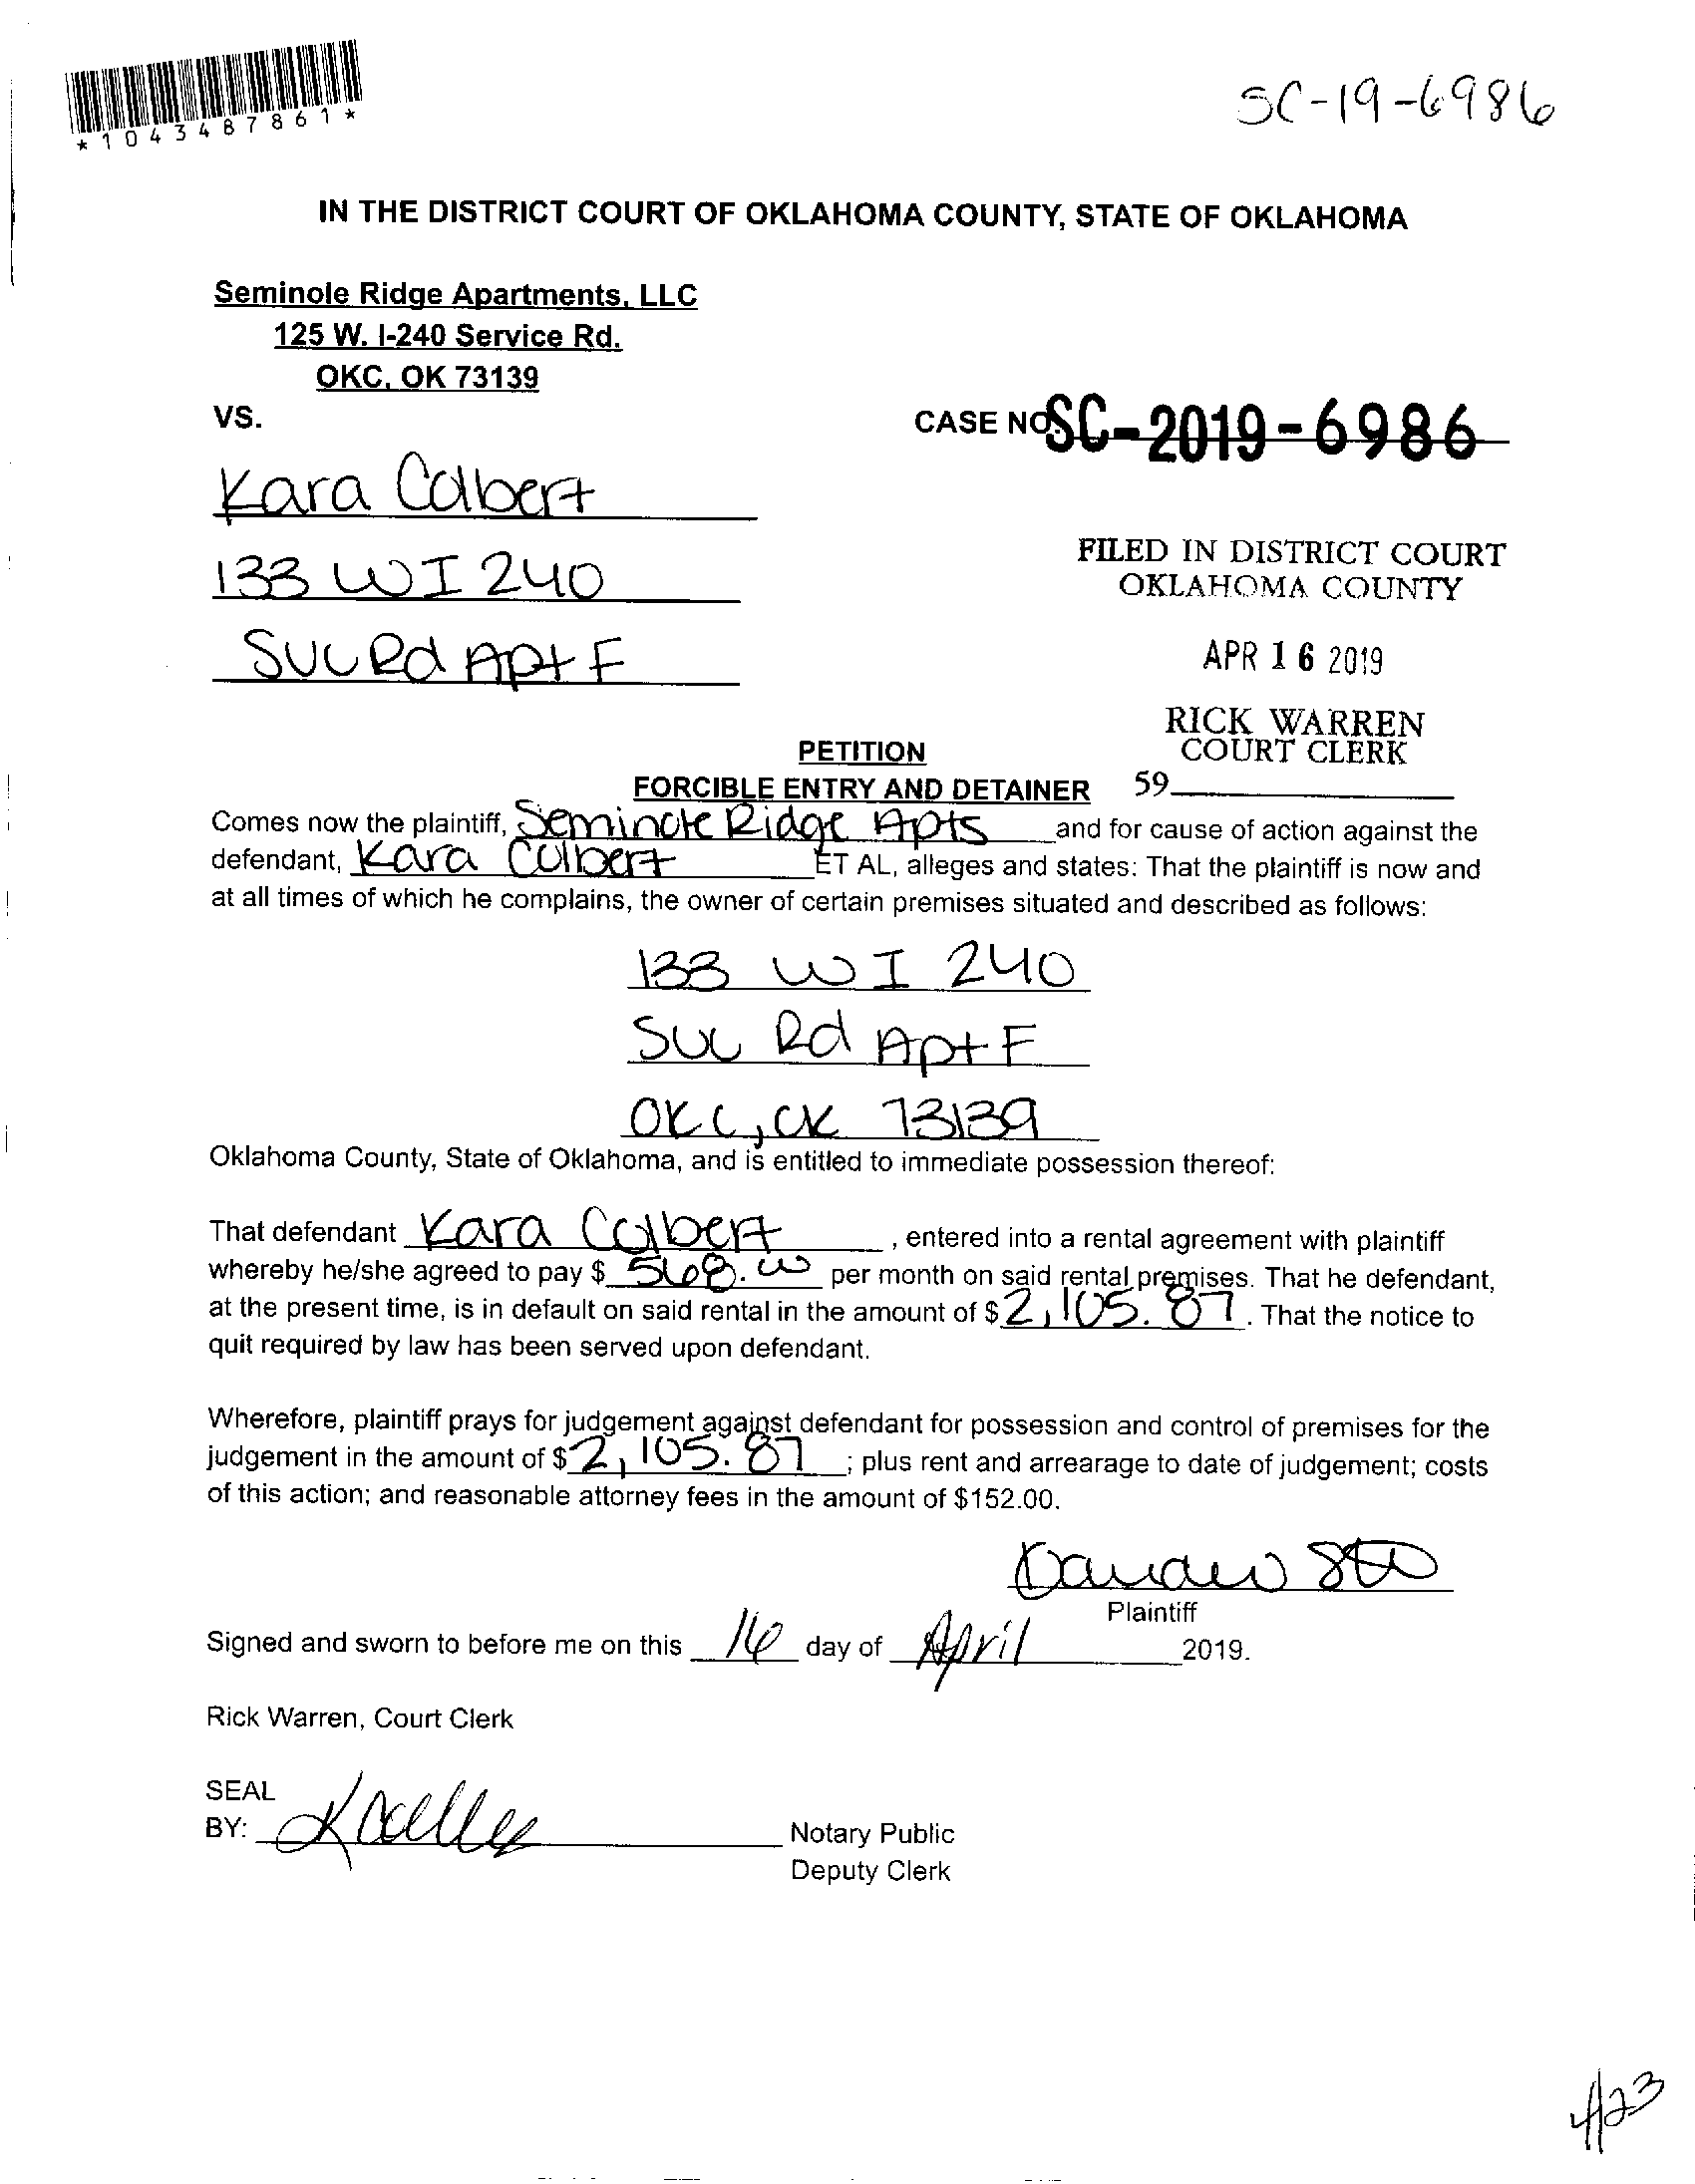 *1043487861*
SC-19-6986
IN THE DISTRICT COURT OF OKLAHOMA COUNTY, STATE OF OKLAHOMA
Seminole Ridge Apartments, LLC
125 W. I-240 Service Rd.
OKC, OK 73139
VS.
CASE NO. SC-2019-6986
Kara Colbert
133 W I 240
Svc Rd Apt F
FILED IN DISTRICT COURT
OKLAHOMA COUNTY
APR 16 2019
RICK WARREN
COURT CLERK
59
PETITION
FORCIBLE ENTRY AND DETAINER
Comes now the plaintiff, Seminole Ridge Apts and for cause of action against the
defendant, Kara Colbert ET AL, alleges and states: That the plaintiff is now and
at all times of which he complains, the owner of certain premises situated and described as follows:
133 W I 240
Svc Rd Apt F
OKC, OK 73139
Oklahoma County, State of Oklahoma, and is entitled to immediate possession thereof:
That defendant Kara Colbert, entered into a rental agreement with plaintiff
whereby he/she agreed to pay $ 568.00 per month on said rental premises. That he defendant,
at the present time, is in default on said rental in the amount of $ 2,105.87. That the notice to
quit required by law has been served upon defendant.
Wherefore, plaintiff prays for judgement against defendant for possession and control of premises for the
judgement in the amount of $ 2,105.87; plus rent and arrearage to date of judgement; costs
of this action; and reasonable attorney fees in the amount of $152.00.
Plaintiff
Signed and sworn to before me on this 16 day of April 2019.
Rick Warren, Court Clerk
SEAL
BY:
Notary Public
Deputy Clerk
4/23